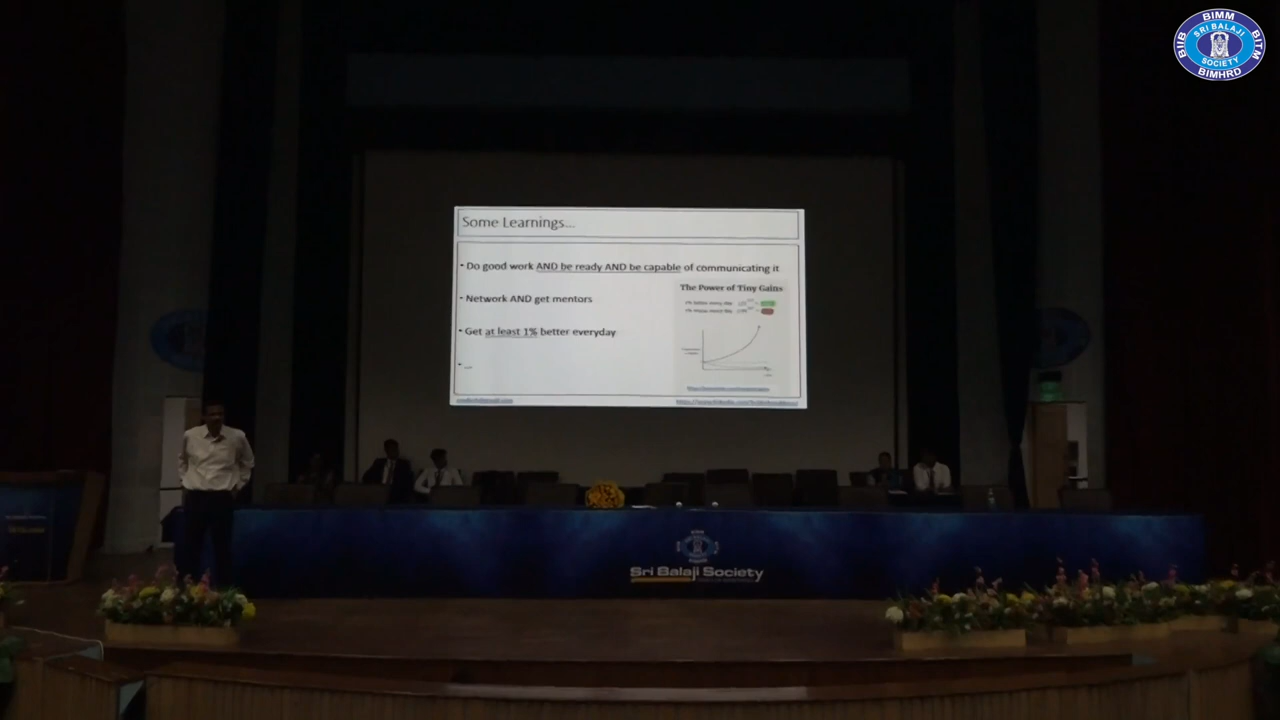 BIMM
BIIB
SRI BALAJI
BITM
SOCIETY
BIMHRD
Some Learnings...
• Do good work AND be ready AND be capable of communicating it
The Power of Tiny Gains
• Network AND get mentors
• Get at least 1% better everyday
Sri Balaji Society